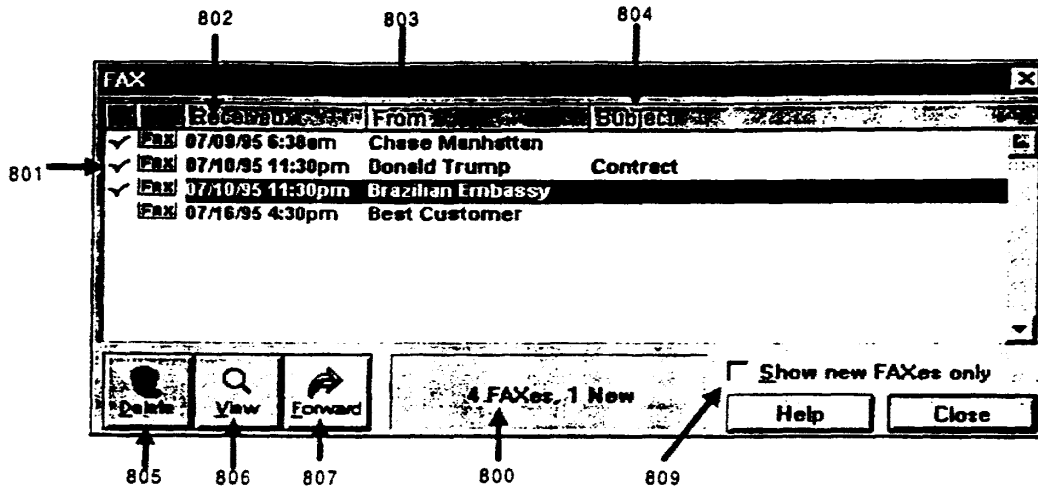 802 803 804
FAX
Received From Subject
Fax 07/09/95 6:38am Chase Manhattan
801
Fax 07/10/95 11:30pm Donald Trump Contract
Fax 07/10/95 11:30pm Brazilian Embassy
Fax 07/16/95 4:30pm Best Customer
Delete View Forward
4 FAXes, 1 New
Show new FAXes only
Help Close
805 806 807 800 809